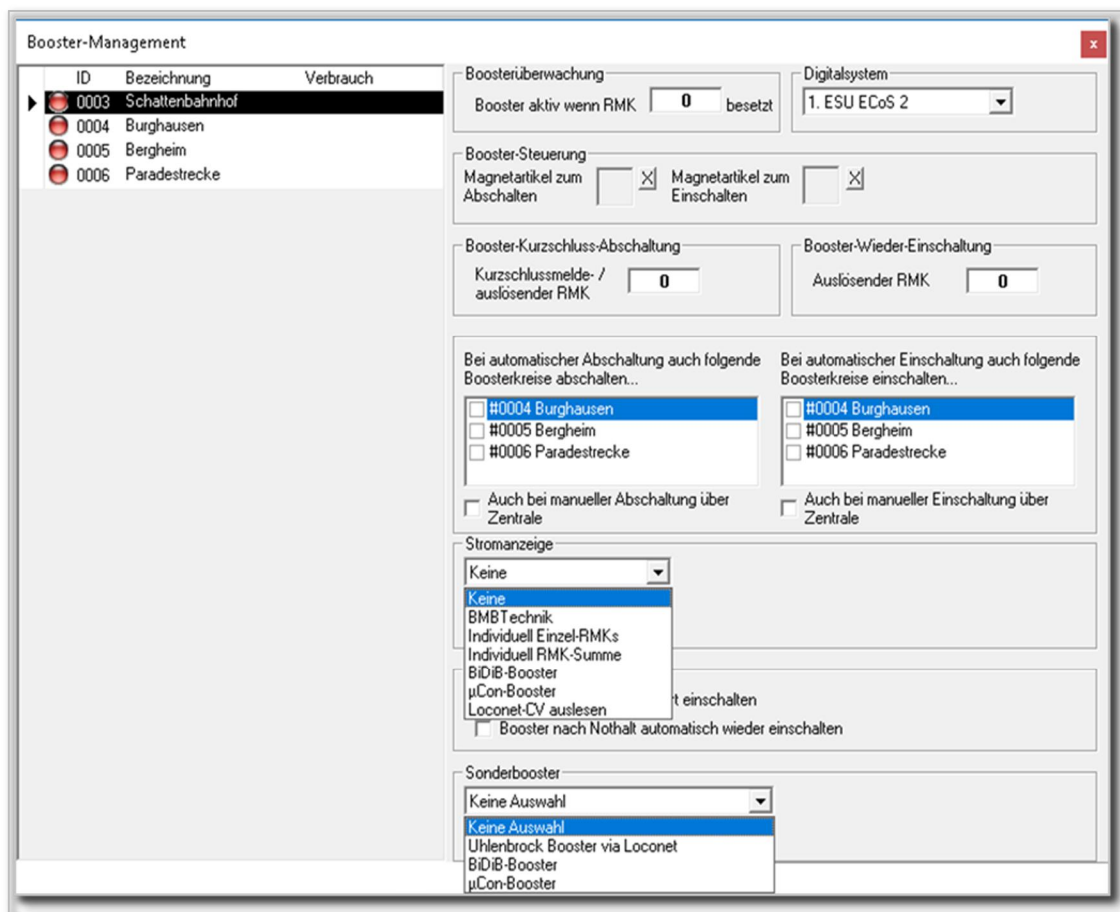 Booster-Management
x
ID Bezeichnung Verbrauch
0003 Schattenbahnhof
0004 Burghausen
0005 Bergheim
0006 Paradestrecke
Boosterüberwachung
Booster aktiv wenn RMK 0 besetzt
Digitalsystem
1. ESU ECoS 2
Booster-Steuerung
Magnetartikel zum
Abschalten
X
Magnetartikel zum
Einschalten
X
Booster-Kurzschluss-Abschaltung
Kurzschlussmelde- /
auslösender RMK
0
Booster-Wieder-Einschaltung
Auslösender RMK 0
Bei automatischer Abschaltung auch folgende
Boosterkreise abschalten...
#0004 Burghausen
#0005 Bergheim
#0006 Paradestrecke
Auch bei manueller Abschaltung über
Zentrale
Bei automatischer Einschaltung auch folgende
Boosterkreise einschalten...
#0004 Burghausen
#0005 Bergheim
#0006 Paradestrecke
Auch bei manueller Einschaltung über
Zentrale
Stromanzeige
Keine
Keine
BMBTechnik
Individuell Einzel-RMKs
Individuell RMK-Summe
BiDiB-Booster
µCon-Booster
Loconet-CV auslesen
einschalten
Booster nach Nothalt automatisch wieder einschalten
Sonderbooster
Keine Auswahl
Keine Auswahl
Uhlenbrock Booster via Loconet
BiDiB-Booster
µCon-Booster